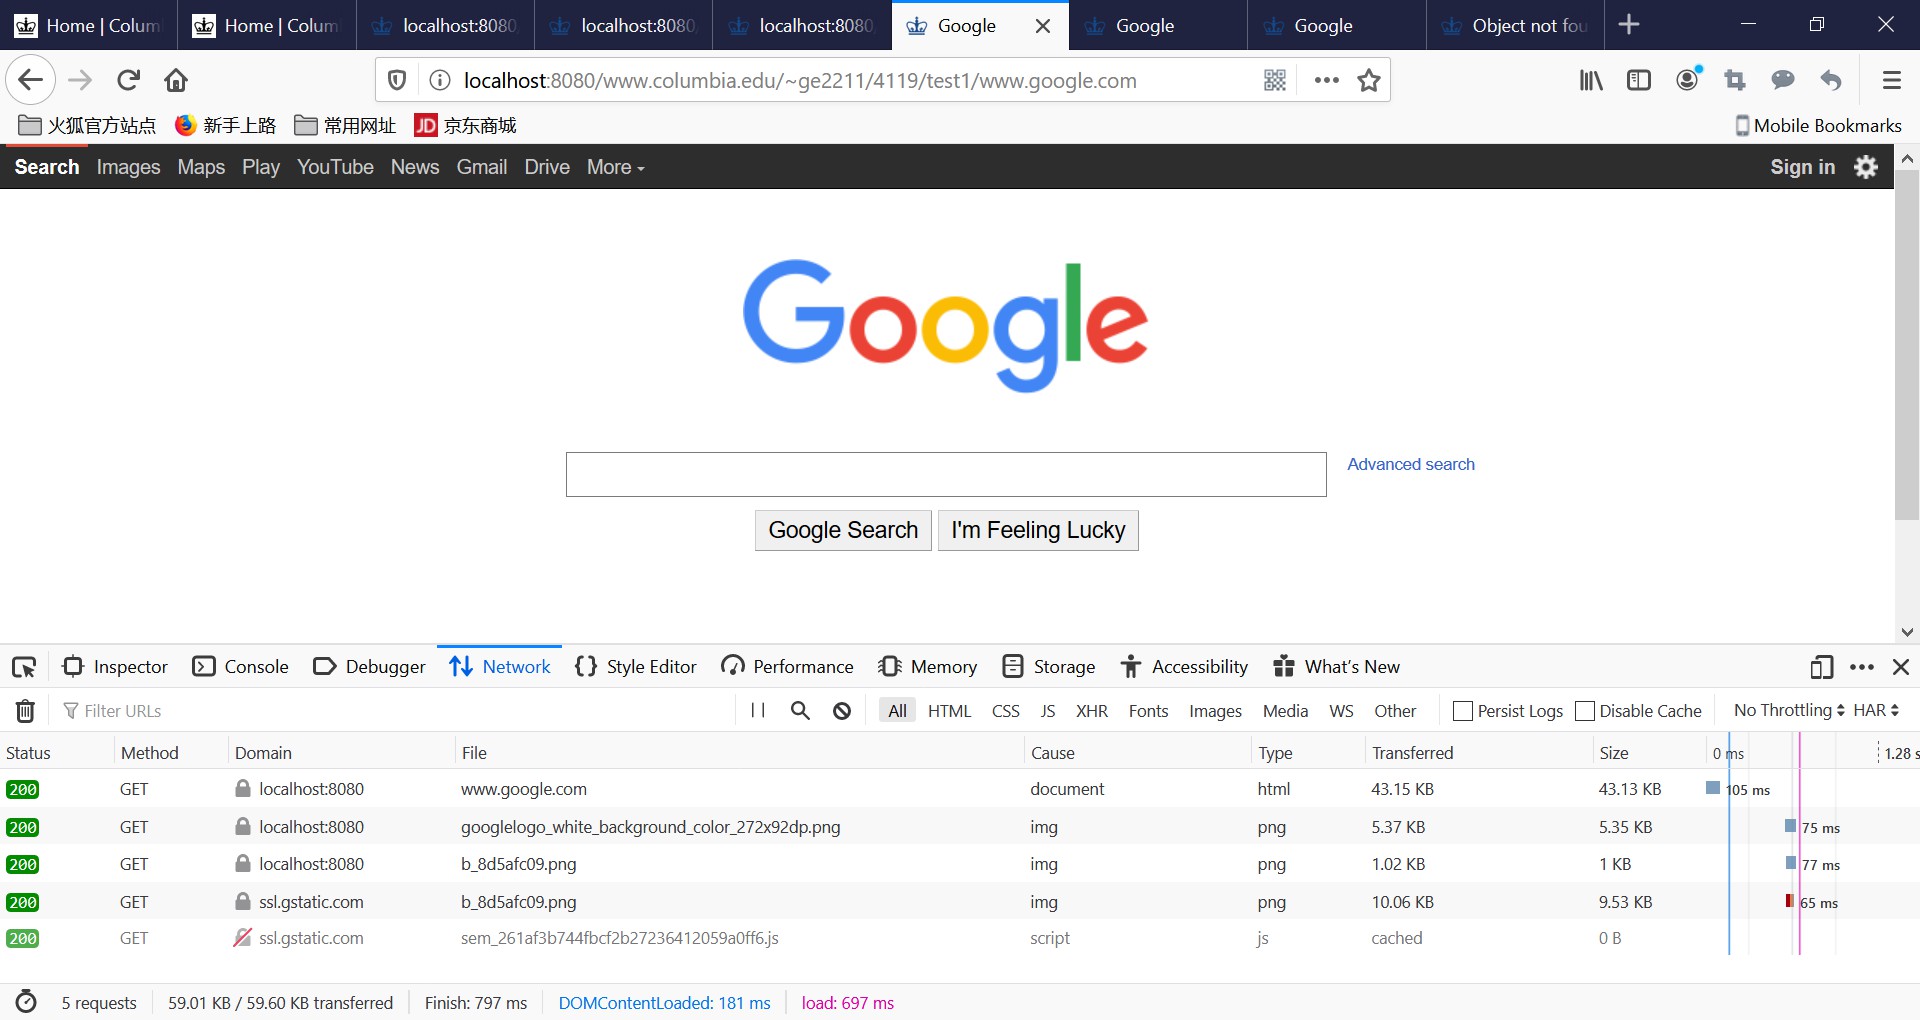 Home | Colum
Home | Colum
localhost:8080
localhost:8080
localhost:8080
Google
Google
Google
Object not fou
localhost:8080/www.columbia.edu/~ge2211/4119/test1/www.google.com
火狐官方站点 新手上路 常用网址 JD 京东商城 Mobile Bookmarks
Search Images Maps Play YouTube News Gmail Drive More Sign in
Google
Advanced search
Google Search I'm Feeling Lucky
Inspector Console Debugger Network Style Editor Performance Memory Storage Accessibility What's New
Filter URLs All HTML CSS JS XHR Fonts Images Media WS Other Persist Logs Disable Cache No Throttling HAR
Status Method Domain File Cause Type Transferred Size 0 ms 1.28 s
200 GET localhost:8080 www.google.com document html 43.15 KB 43.13 KB 105 ms
200 GET localhost:8080 googlelogo_white_background_color_272x92dp.png img png 5.37 KB 5.35 KB 75 ms
200 GET localhost:8080 b_8d5afc09.png img png 1.02 KB 1 KB 77 ms
200 GET ssl.gstatic.com b_8d5afc09.png img png 10.06 KB 9.53 KB 65 ms
200 GET ssl.gstatic.com sem_261af3b744fbcf2b27236412059a0ff6.js script js cached 0 B
5 requests 59.01 KB / 59.60 KB transferred Finish: 797 ms DOMContentLoaded: 181 ms load: 697 ms